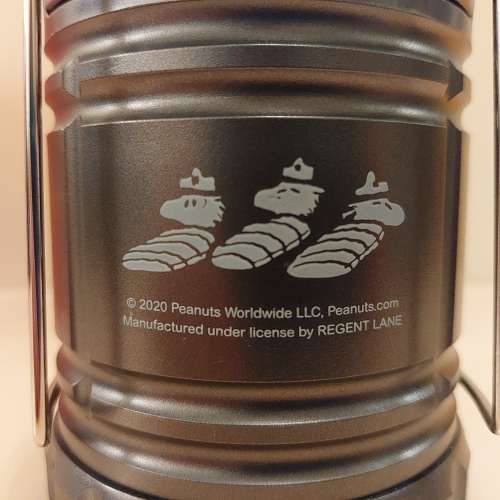 © 2020 Peanuts Worldwide LLC, Peanuts.com
Manufactured under license by REGENT LANE